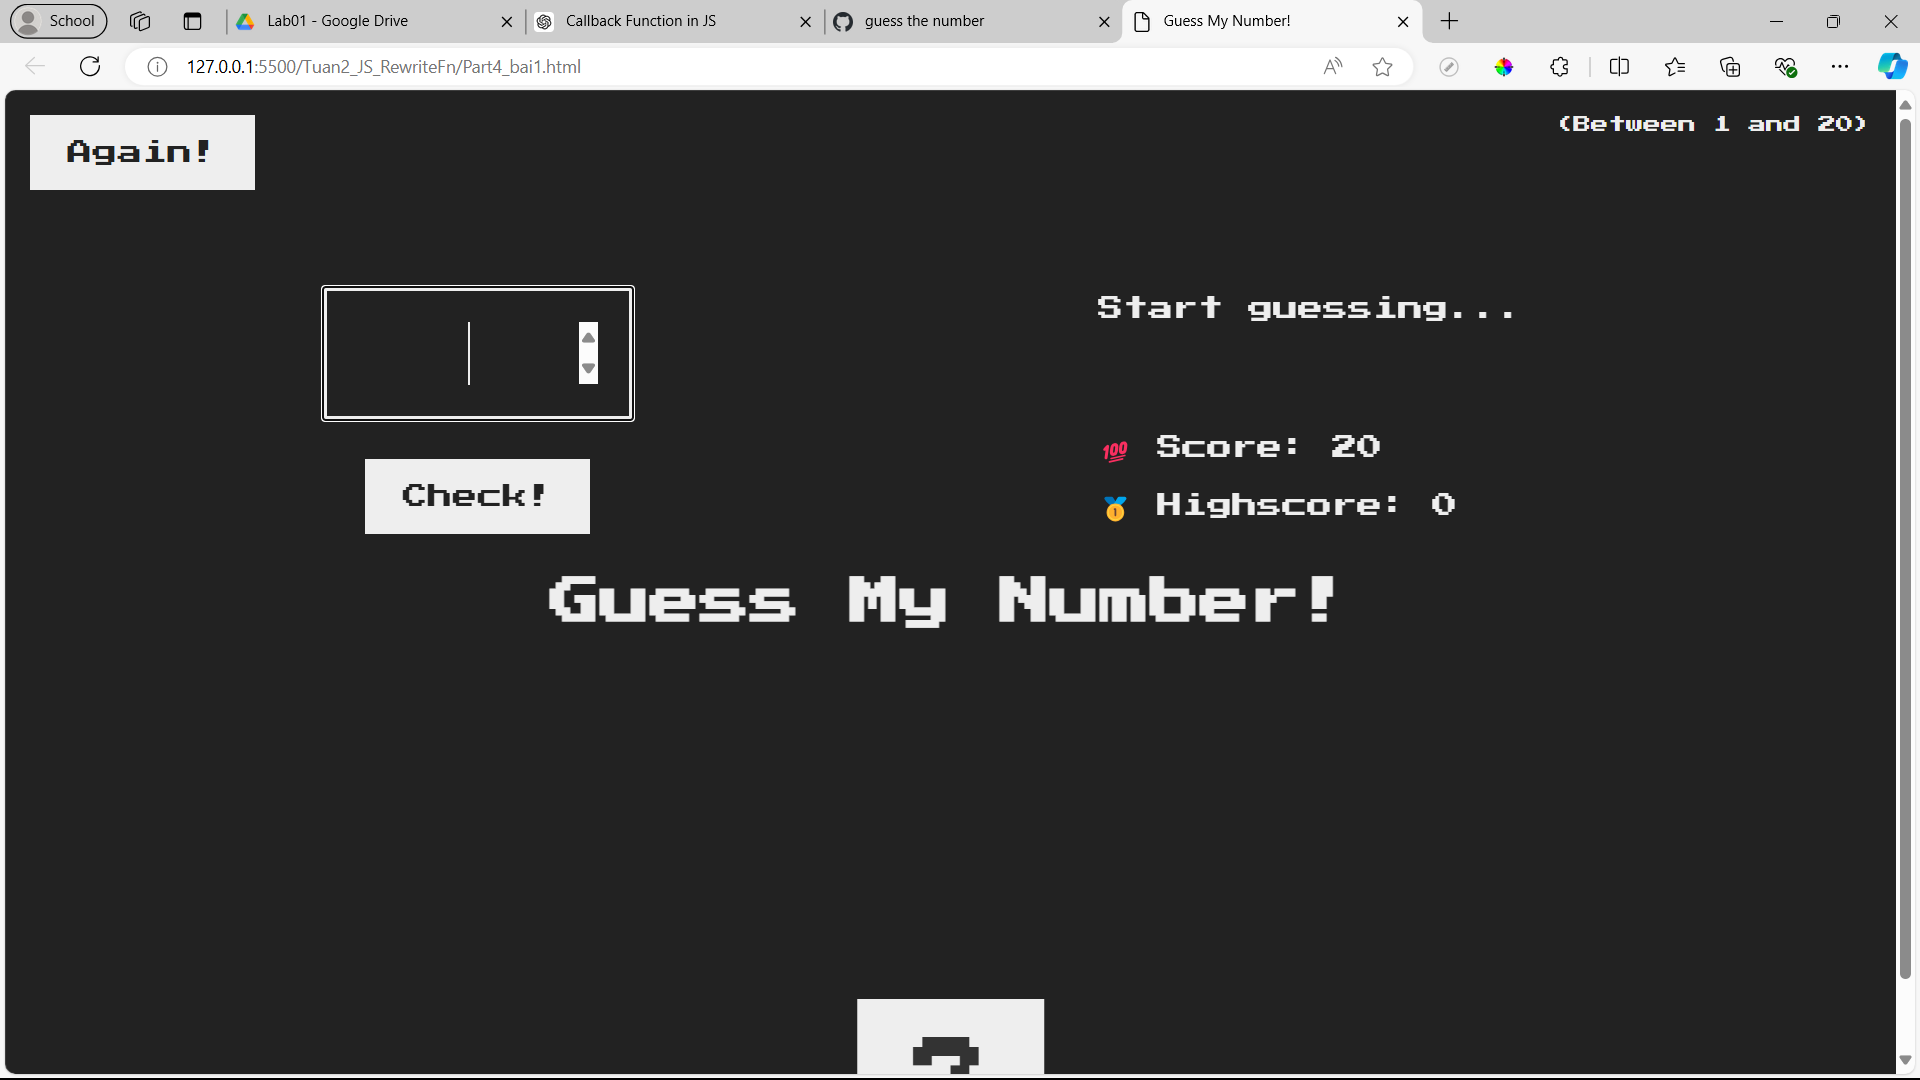 School
Lab01 - Google Drive
Callback Function in JS
guess the number
Guess My Number!
127.0.0.1:5500/Tuan2_JS_RewriteFn/Part4_bai1.html
Again!
(Between 1 and 20)
Start guessing...
💯 Score: 20
Check!
🥇 Highscore: 0
Guess My Number!
?